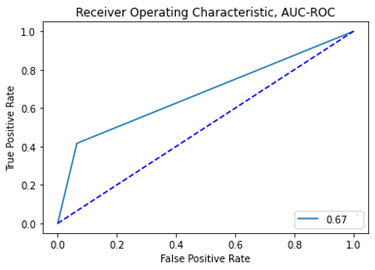 Receiver Operating Characteristic, AUC-ROC
1.0
0.8
0.6
0.4
0.2
0.0
True Positive Rate
0.67
0.0 0.2 0.4 0.6 0.8 1.0
False Positive Rate